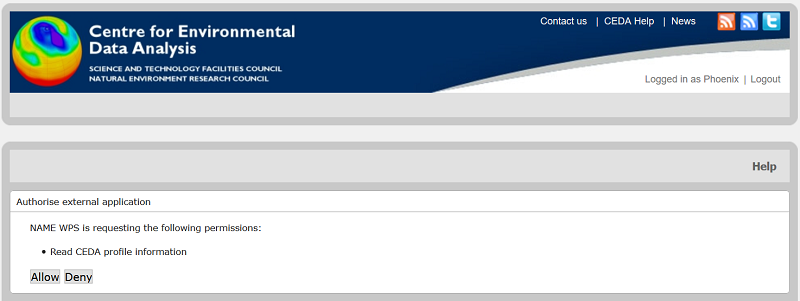 Centre for Environmental
Data Analysis
SCIENCE AND TECHNOLOGY FACILITIES COUNCIL
NATURAL ENVIRONMENT RESEARCH COUNCIL
Contact us | CEDA Help | News
Logged in as Phoenix | Logout
Help
Authorise external application
NAME WPS is requesting the following permissions:
• Read CEDA profile information
Allow Deny